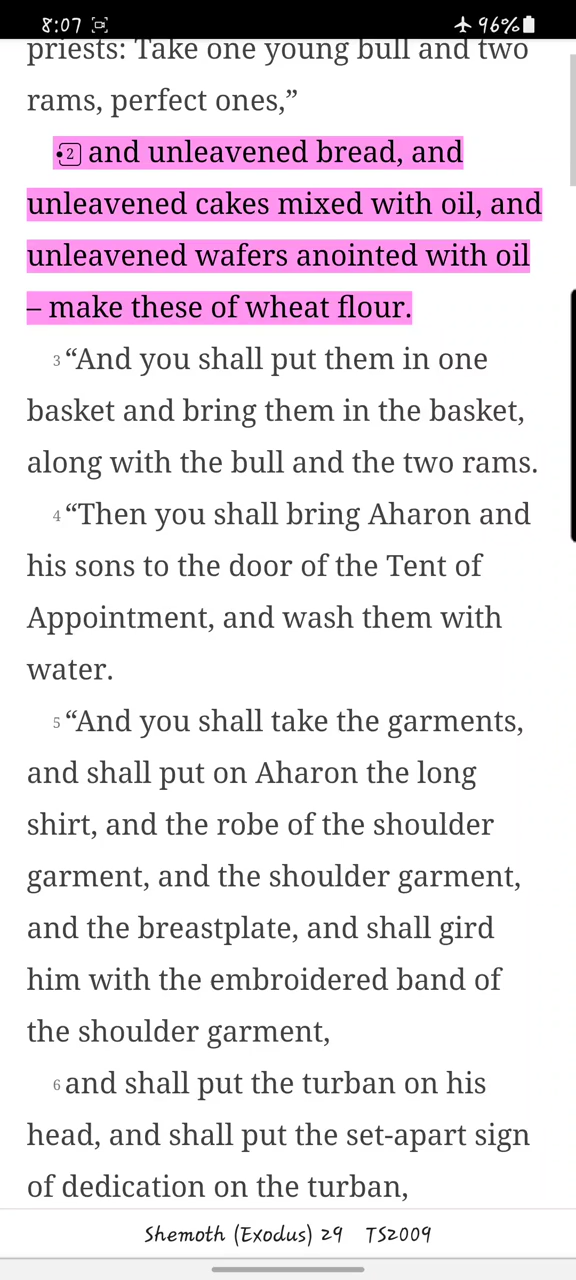 8:07 96%
priests: Take one young bull and two
rams, perfect ones,”
•2 and unleavened bread, and
unleavened cakes mixed with oil, and
unleavened wafers anointed with oil
– make these of wheat flour.
3 “And you shall put them in one
basket and bring them in the basket,
along with the bull and the two rams.
4 “Then you shall bring Aharon and
his sons to the door of the Tent of
Appointment, and wash them with
water.
5 “And you shall take the garments,
and shall put on Aharon the long
shirt, and the robe of the shoulder
garment, and the shoulder garment,
and the breastplate, and shall gird
him with the embroidered band of
the shoulder garment,
6 and shall put the turban on his
head, and shall put the set-apart sign
of dedication on the turban,
Shemoth (Exodus) 29 TS2009